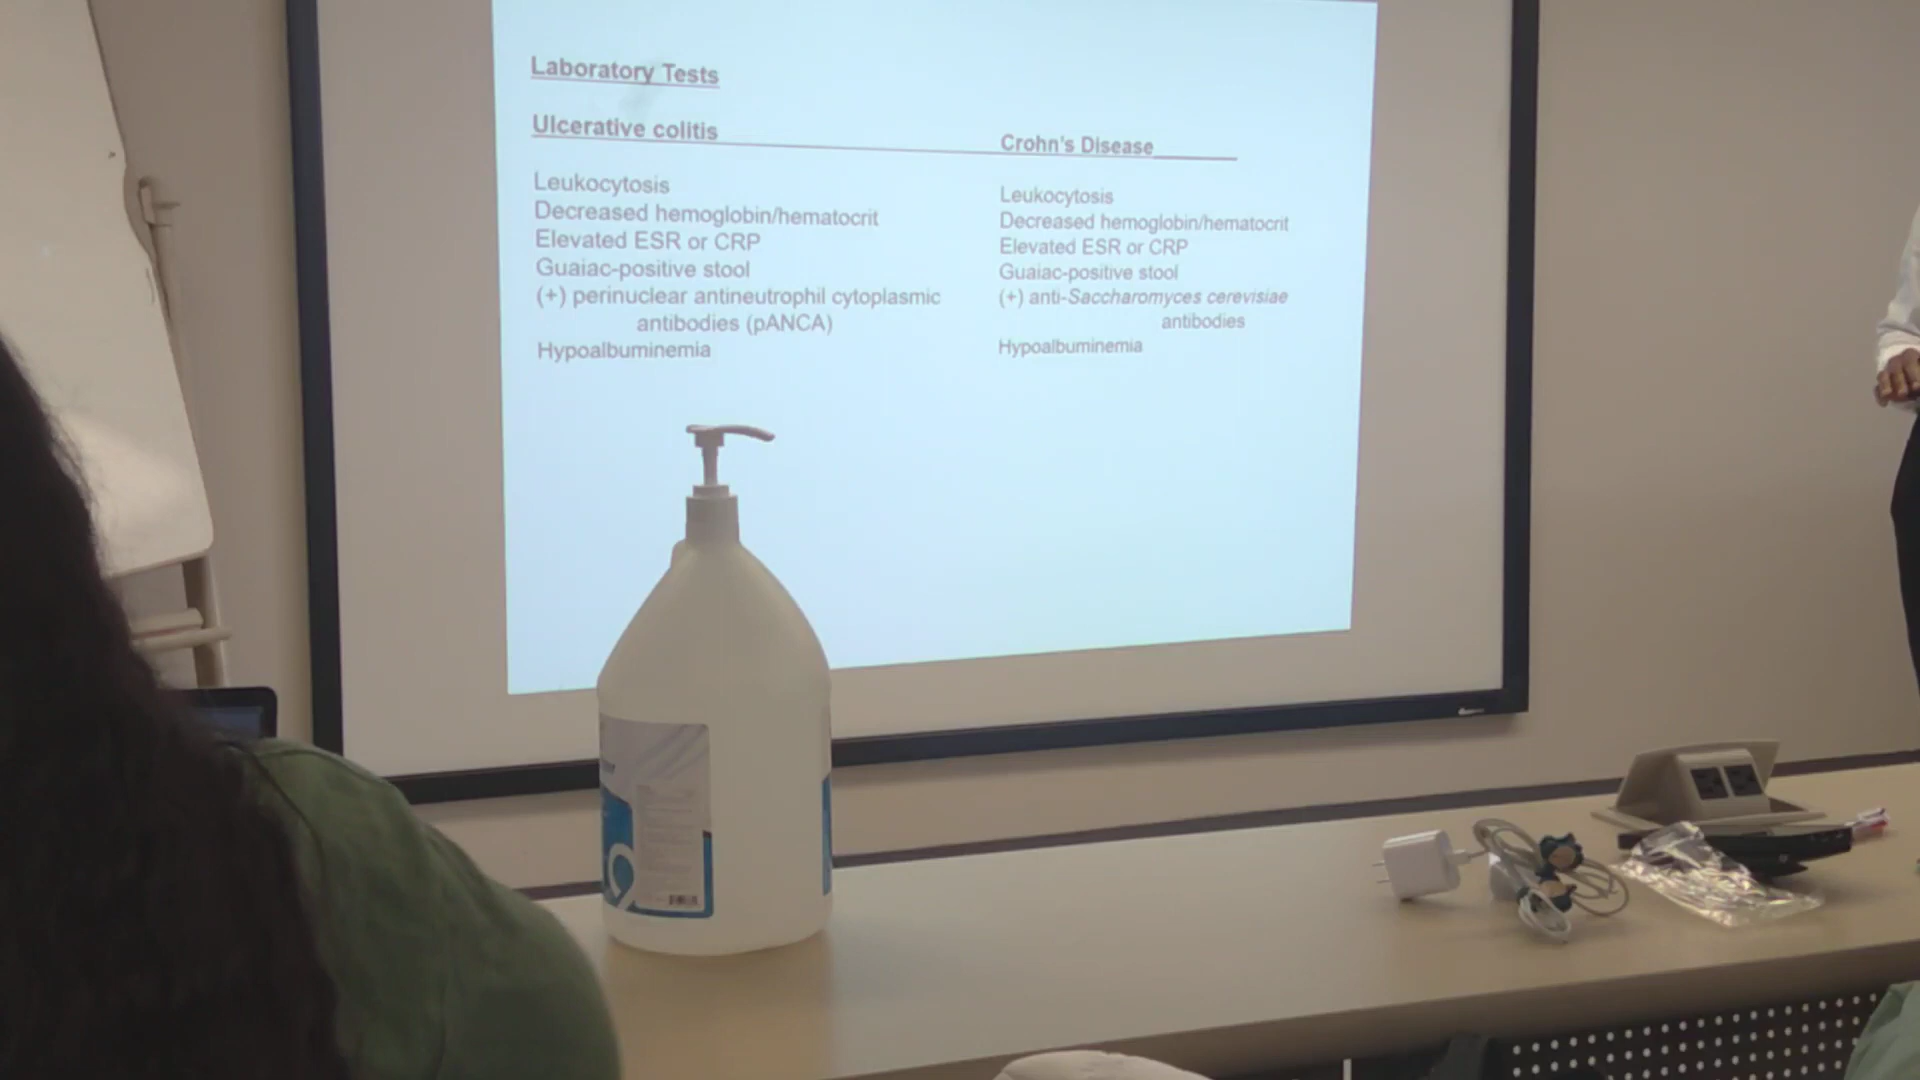 Laboratory Tests
Ulcerative colitis
Leukocytosis
Decreased hemoglobin/hematocrit
Elevated ESR or CRP
Guaiac-positive stool
(+) perinuclear antineutrophil cytoplasmic
antibodies (pANCA)
Hypoalbuminemia
Crohn's Disease
Leukocytosis
Decreased hemoglobin/hematocrit
Elevated ESR or CRP
Guaiac-positive stool
(+) anti-Saccharomyces cerevisiae
antibodies
Hypoalbuminemia